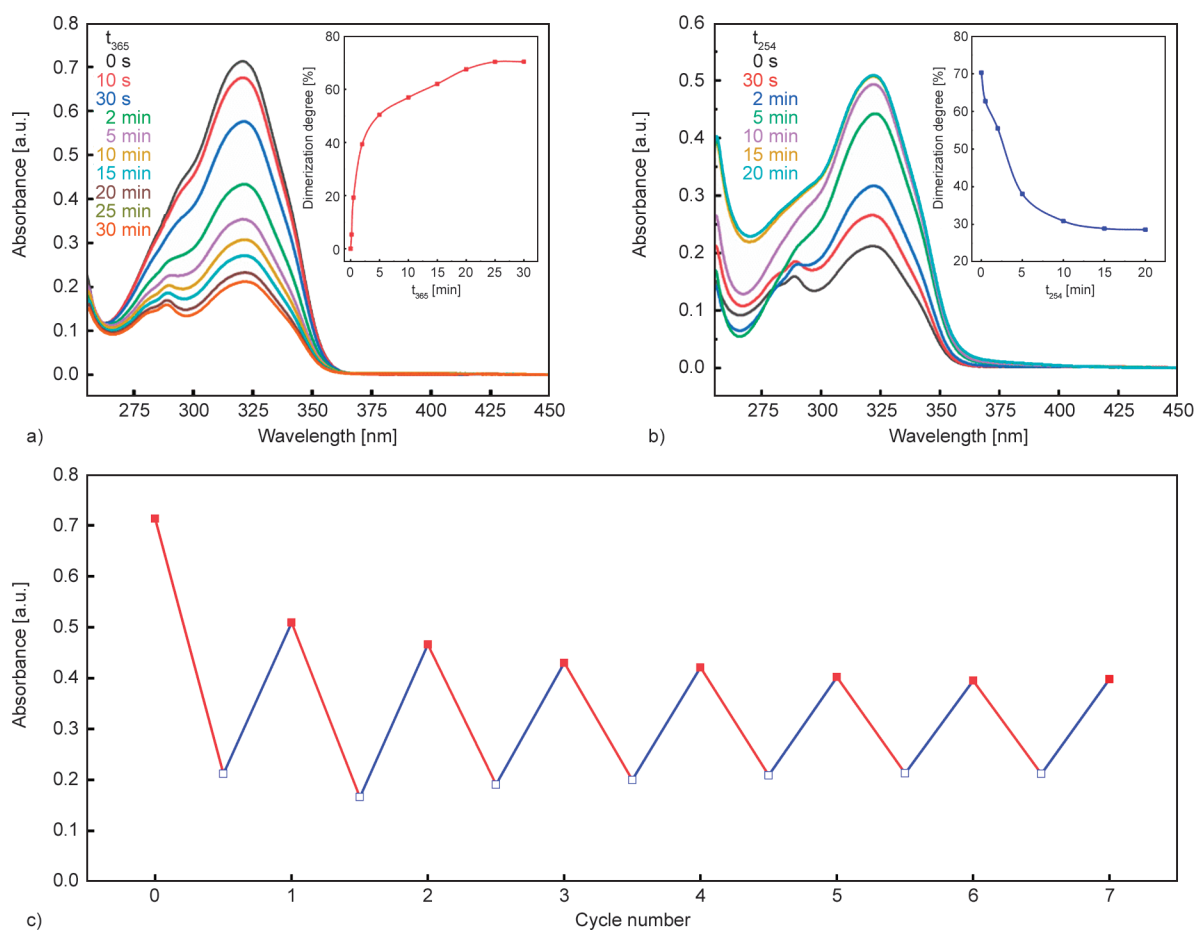 0.8
0.7
0.6
0.5
0.4
0.3
0.2
0.1
0.0
Absorbance [a.u.]
t365
0 s
10 s
30 s
2 min
5 min
10 min
15 min
20 min
25 min
30 min
275 300 325 350 375 400 425 450
Wavelength [nm]
80
60
40
20
0
Dimerization degree [%]
0 5 10 15 20 25 30
t365 [min]
a)
0.6
0.5
0.4
0.3
0.2
0.1
0.0
Absorbance [a.u.]
t254
0 s
30 s
2 min
5 min
10 min
15 min
20 min
275 300 325 350 375 400 425 450
Wavelength [nm]
80
70
60
50
40
30
20
Dimerization degree [%]
0 5 10 15 20
t254 [min]
b)
0.8
0.7
0.6
0.5
0.4
0.3
0.2
0.1
0.0
Absorbance [a.u.]
0 1 2 3 4 5 6 7
Cycle number
c)